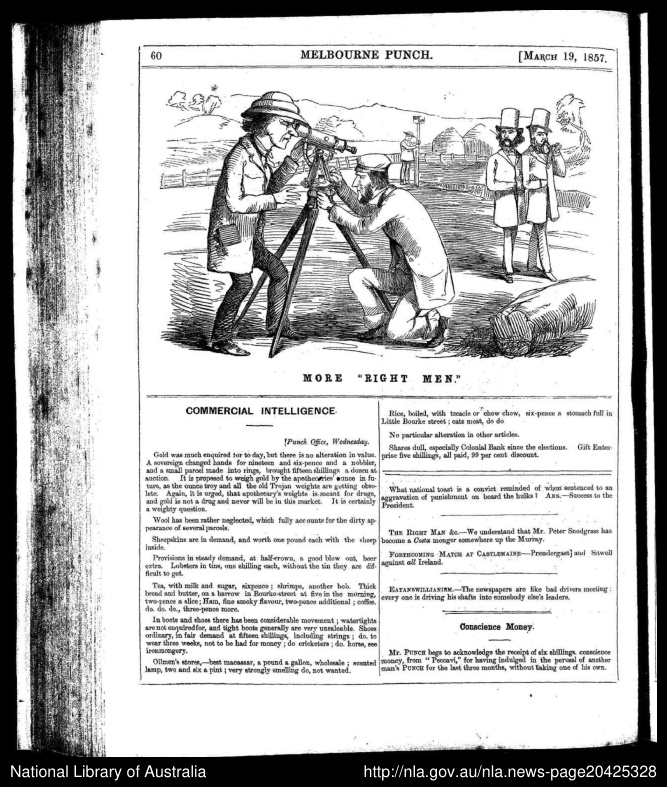 60
MELBOURNE PUNCH.
[MARCH 19, 1857.
MORE "RIGHT MEN."
COMMERCIAL INTELLIGENCE.
[Punch Office, Wednesday.
Gold was much enquired for to day, but there is no alteration in value.
A sovereign changed hands for nineteen and six-pence and a nobbler,
and a small parcel made into rings, brought fifteen shillings a dozen at
auction. It is proposed to weigh gold by the apothecaries' ounce in fu-
ture, as the ounce troy and all the old Trojan weights are getting obso-
lete. Again, it is urged, that apothecary's weights is meant for drugs,
and gold is not a drug and never will be in this market. It is certainly
a weighty question.
Wool has been rather neglected, which fully accounts for the dirty ap-
pearance of several parcels.
Sheepskins are in demand, and worth one pound each with the sheep
inside.
Provisions in steady demand, at half-crown, a good blow out, beer
extra. Lobsters in tins, one shilling each, without the tin they are dif-
ficult to get.
Tea, with milk and sugar, sixpence; shrimps, another bob. Thick
bread and butter, on a barrow in Bourke-street at five in the morning,
two-pence a slice; Ham, fine smoky flavour, two-pence additional; coffee.
do. do. do., three-pence more.
In boots and shoes there has been considerable movement; watertights
are not enquired for, and tight boots generally are very unsaleable. Shoes
ordinary, in fair demand at fifteen shillings, including strings; do. to
wear three weeks, not to be had for money; do cricketers; do. horse, see
ironmongery.
Oilmen's stores,—best macassar, a pound a gallon, wholesale; scented
lamp, two and six a pint; very strongly smelling do, not wanted.
Rice, boiled, with treacle or chow chow, six-pence a stomach full in
Little Bourke street; cats meat, do do
No particular alteration in other articles.
Shares dull, especially Colonial Bank since the elections. Gift Enter-
prise five shillings, all paid, 99 per cent discount.
What national toast is a convict reminded of when sentenced to an
aggravation of punishment on board the hulks? ANS.—Success to the
President.
THE RIGHT MAN &c.—We understand that Mr. Peter Snodgrass has
become a Costa monger somewhere up the Murray.
FORTHCOMING MATCH AT CASTLEMAINE—Prendergast] and Sitwell
against all Ireland.
EATANSWILLIANISM.—The newspapers are like bad drivers meeting:
every one is driving his shafts into somebody else's leaders.
Conscience Money.
Mr. PUNCH begs to acknowledge the receipt of six shillings. conscience
money, from "Peccavi," for having indulged in the perusal of another
man's PUNCH for the last three months, without taking one of his own.
National Library of Australia
http://nla.gov.au/nla.news-page20425328